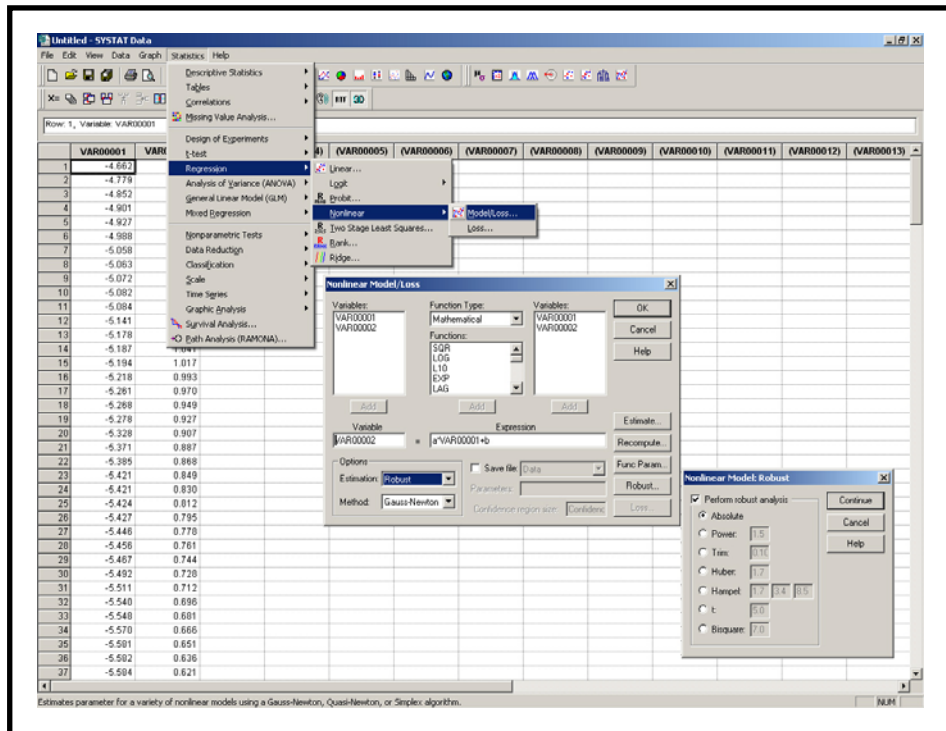 Untitled - SYSTAT Data
File Edit View Data Graph Statistics Help
Row: 1, Variable: VAR00001
Descriptive Statistics
Tables
Correlations
Missing Value Analysis...
Design of Experiments
t-test
Regression
Analysis of Variance (ANOVA)
General Linear Model (GLM)
Mixed Regression
Nonparametric Tests
Data Reduction
Classification
Scale
Time Series
Graphic Analysis
Survival Analysis...
Path Analysis (RAMONA)...
Linear...
Logit
Probit...
Nonlinear
Two Stage Least Squares...
Rank...
Ridge...
Model/Loss...
Loss...
VAR00001 (VAR00005) (VAR00006) (VAR00007) (VAR00008) (VAR00009) (VAR00010) (VAR00011) (VAR00012) (VAR00013)
1 -4.662
2 -4.779
3 -4.852
4 -4.901
5 -4.927
6 -4.988
7 -5.058
8 -5.063
9 -5.072
10 -5.082
11 -5.084
12 -5.141
13 -5.178
14 -5.187 1.041
15 -5.194 1.017
16 -5.218 0.993
17 -5.261 0.970
18 -5.268 0.949
19 -5.278 0.927
20 -5.328 0.907
21 -5.371 0.887
22 -5.385 0.868
23 -5.421 0.849
24 -5.421 0.830
25 -5.424 0.812
26 -5.427 0.795
27 -5.446 0.778
28 -5.456 0.761
29 -5.467 0.744
30 -5.492 0.728
31 -5.511 0.712
32 -5.540 0.696
33 -5.548 0.681
34 -5.570 0.666
35 -5.581 0.651
36 -5.582 0.636
37 -5.584 0.621
Nonlinear Model/Loss
Variables: Function Type: Variables:
VAR00001
VAR00002
Mathematical
Functions:
SQR
LOG
L10
EXP
LAG
VAR00001
VAR00002
OK
Cancel
Help
Add Add Add
Variable Expression
VAR00002 = a*VAR00001+b
Estimate...
Recompute...
Func Param...
Robust...
Loss...
Options
Estimation: Robust
Method: Gauss-Newton
Save file: Data
Parameters:
Confidence region size: Confidenc
Nonlinear Model: Robust
Perform robust analysis
Absolute
Power: 1.5
Trim: 0.10
Huber: 1.7
Hampel: 1.7 3.4 8.5
t: 5.0
Bisquare: 7.0
Continue
Cancel
Help
Estimates parameter for a variety of nonlinear models using a Gauss-Newton, Quasi-Newton, or Simplex algorithm.
NUM